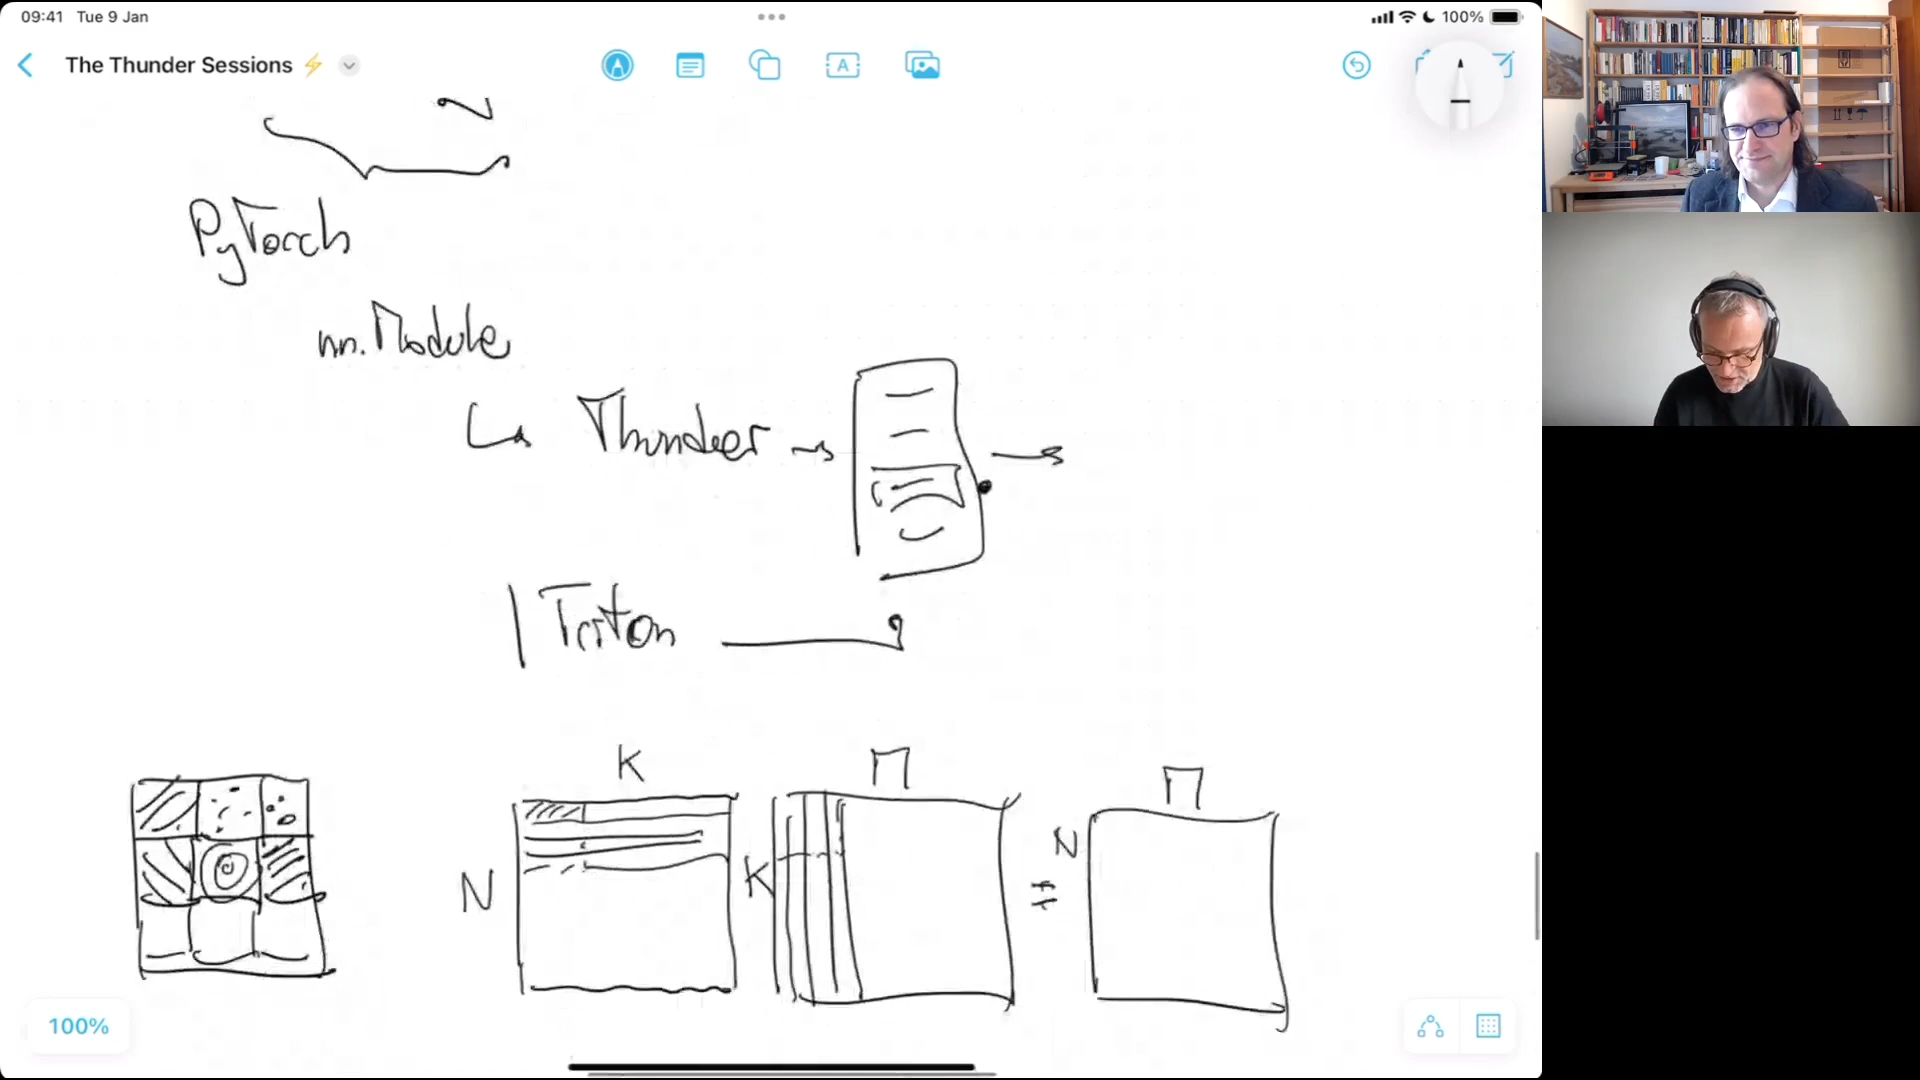 09:41 Tue 9 Jan
100%
The Thunder Sessions ⚡
A
PyTorch
nn.Module
↳ Thunder →
Triton
K
M
M
N
K
=
N
100%